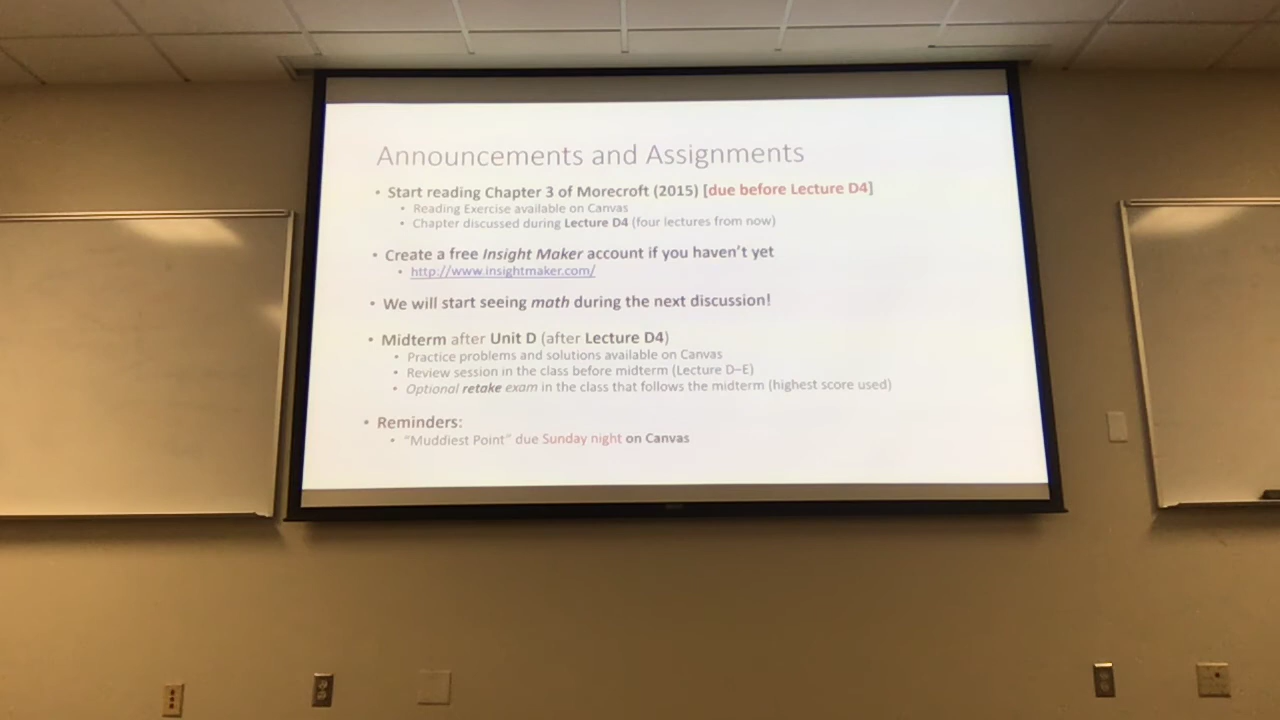 Announcements and Assignments
• Start reading Chapter 3 of Morecroft (2015) [due before Lecture D4]
• Reading Exercise available on Canvas
• Chapter discussed during Lecture D4 (four lectures from now)
• Create a free Insight Maker account if you haven't yet
• http://www.insightmaker.com/
• We will start seeing math during the next discussion!
• Midterm after Unit D (after Lecture D4)
• Practice problems and solutions available on Canvas
• Review session in the class before midterm (Lecture D–E)
• Optional retake exam in the class that follows the midterm (highest score used)
• Reminders:
• "Muddiest Point" due Sunday night on Canvas